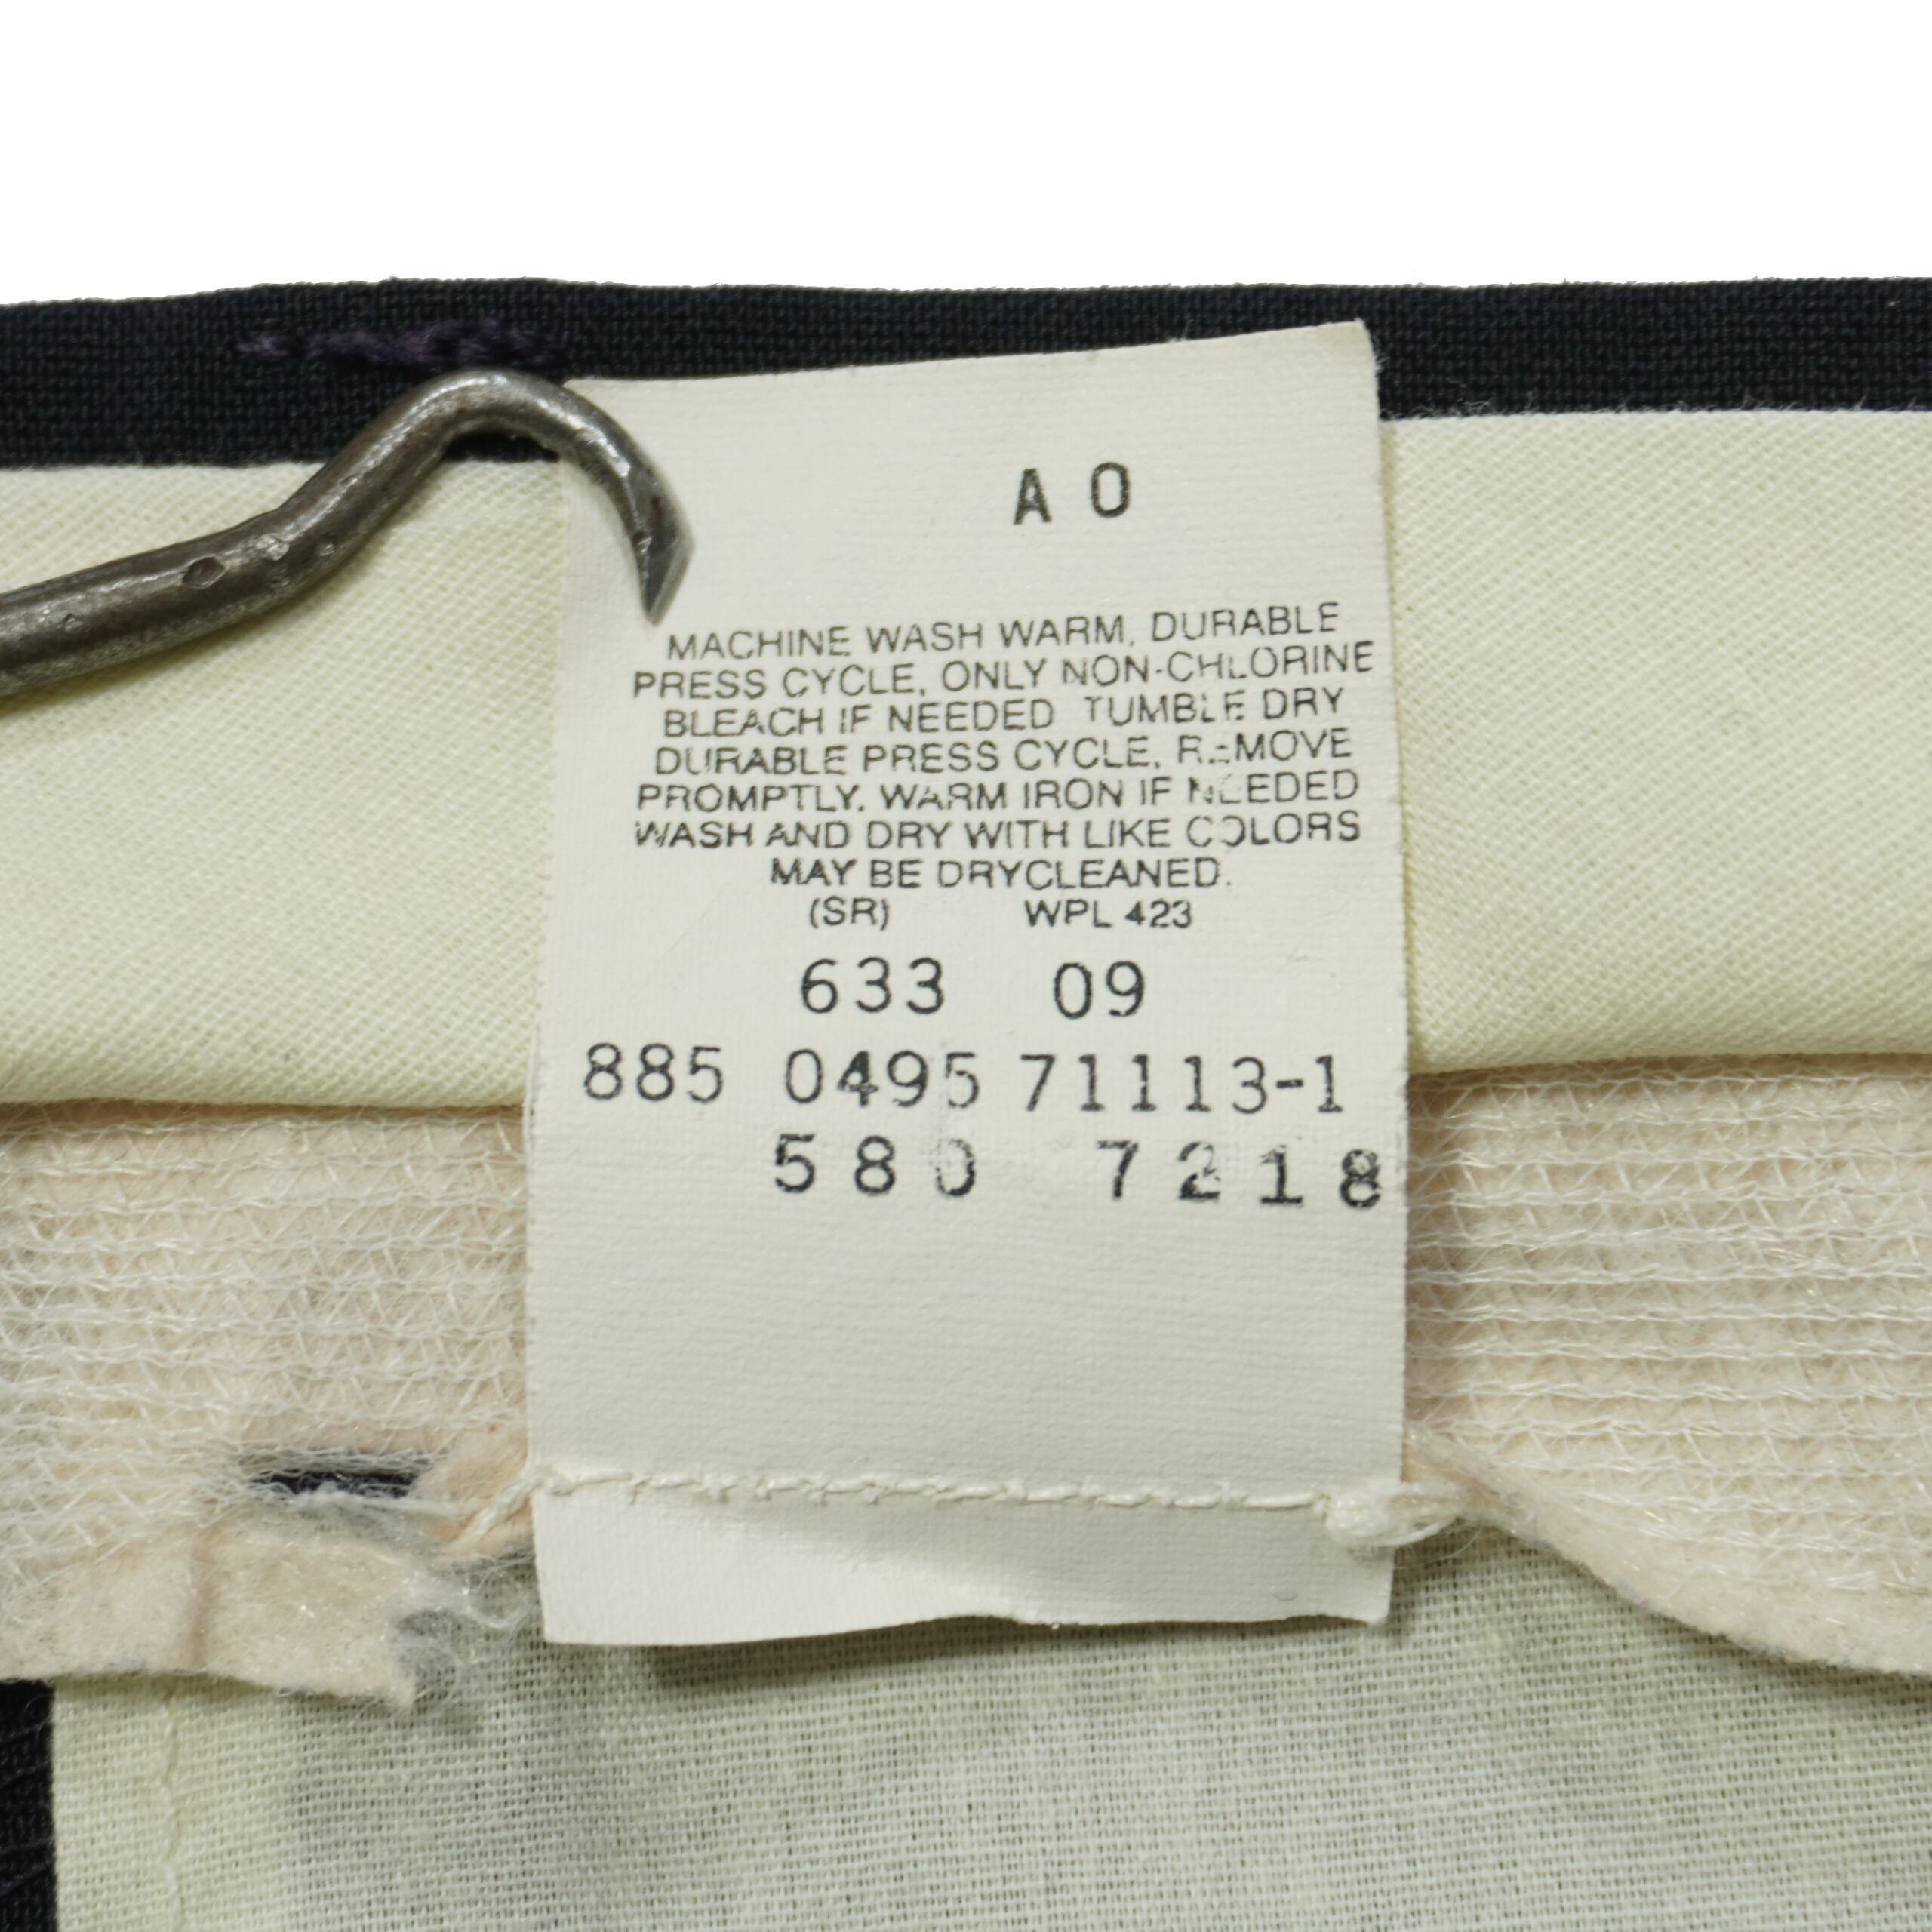 A O
MACHINE WASH WARM, DURABLE
PRESS CYCLE, ONLY NON-CHLORINE
BLEACH IF NEEDED TUMBLE DRY
DURABLE PRESS CYCLE, REMOVE
PROMPTLY. WARM IRON IF NEEDED
WASH AND DRY WITH LIKE COLORS
MAY BE DRYCLEANED.
(SR) WPL 423
633 09
885 0495 71113-1
580 7218